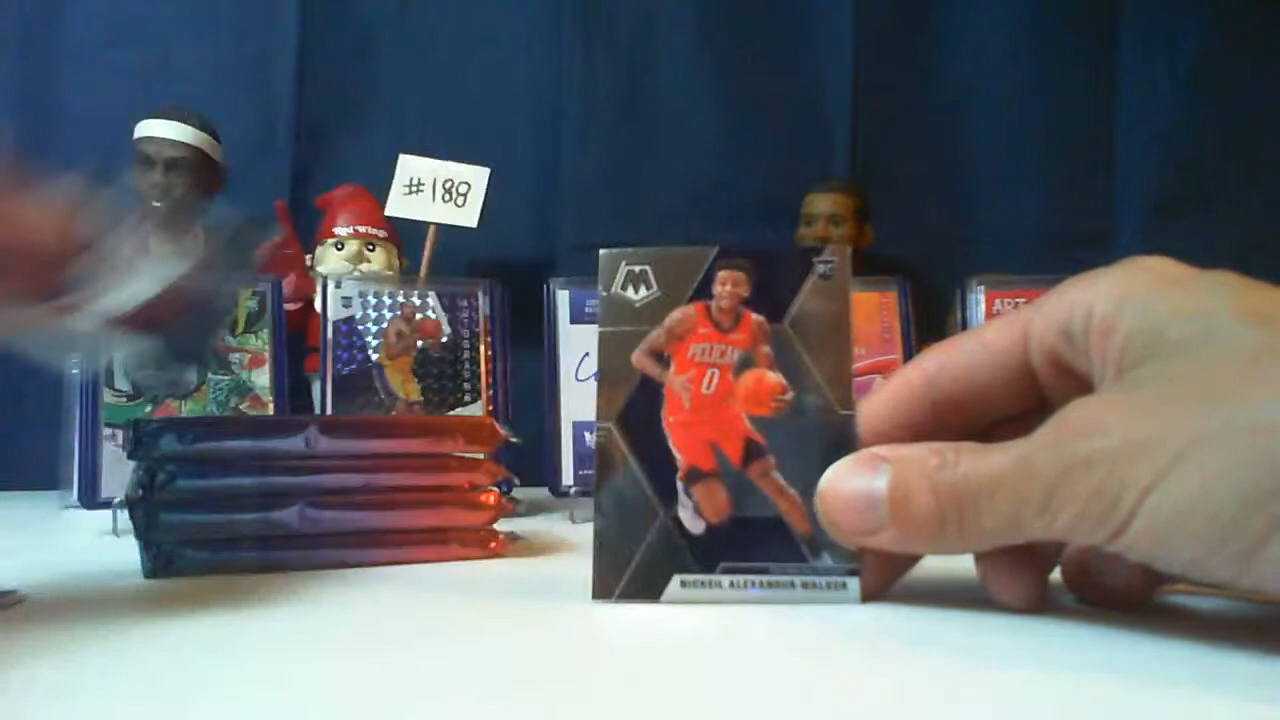 #188
Red Wings
M
RC
ART
PELICANS
0
NICKEIL ALEXANDER-WALKER